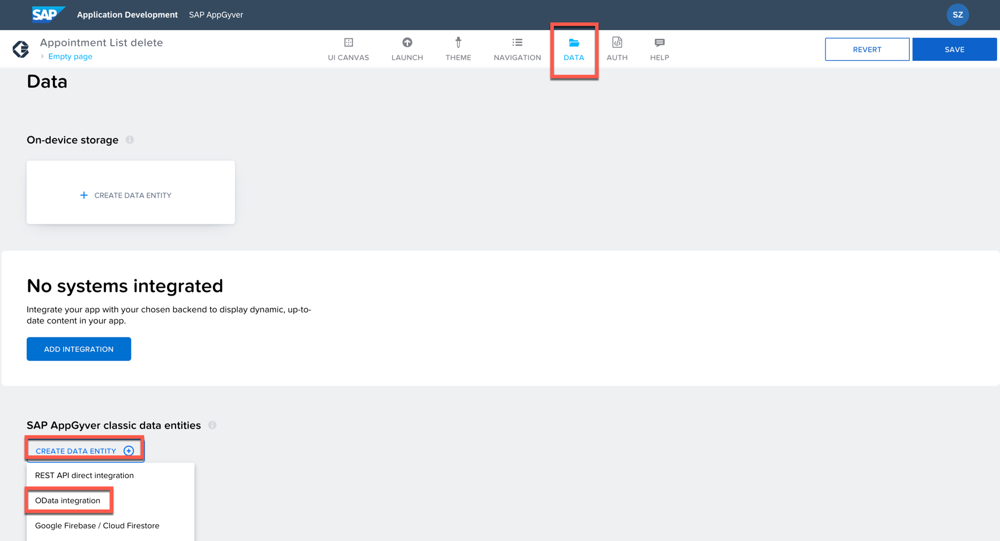 SAP Application Development SAP AppGyver SZ
Appointment List delete
Empty page
UI CANVAS LAUNCH THEME NAVIGATION DATA AUTH HELP
REVERT SAVE
Data
On-device storage
CREATE DATA ENTITY
No systems integrated
Integrate your app with your chosen backend to display dynamic, up-to-
date content in your app.
ADD INTEGRATION
SAP AppGyver classic data entities
CREATE DATA ENTITY
REST API direct integration
OData integration
Google Firebase / Cloud Firestore